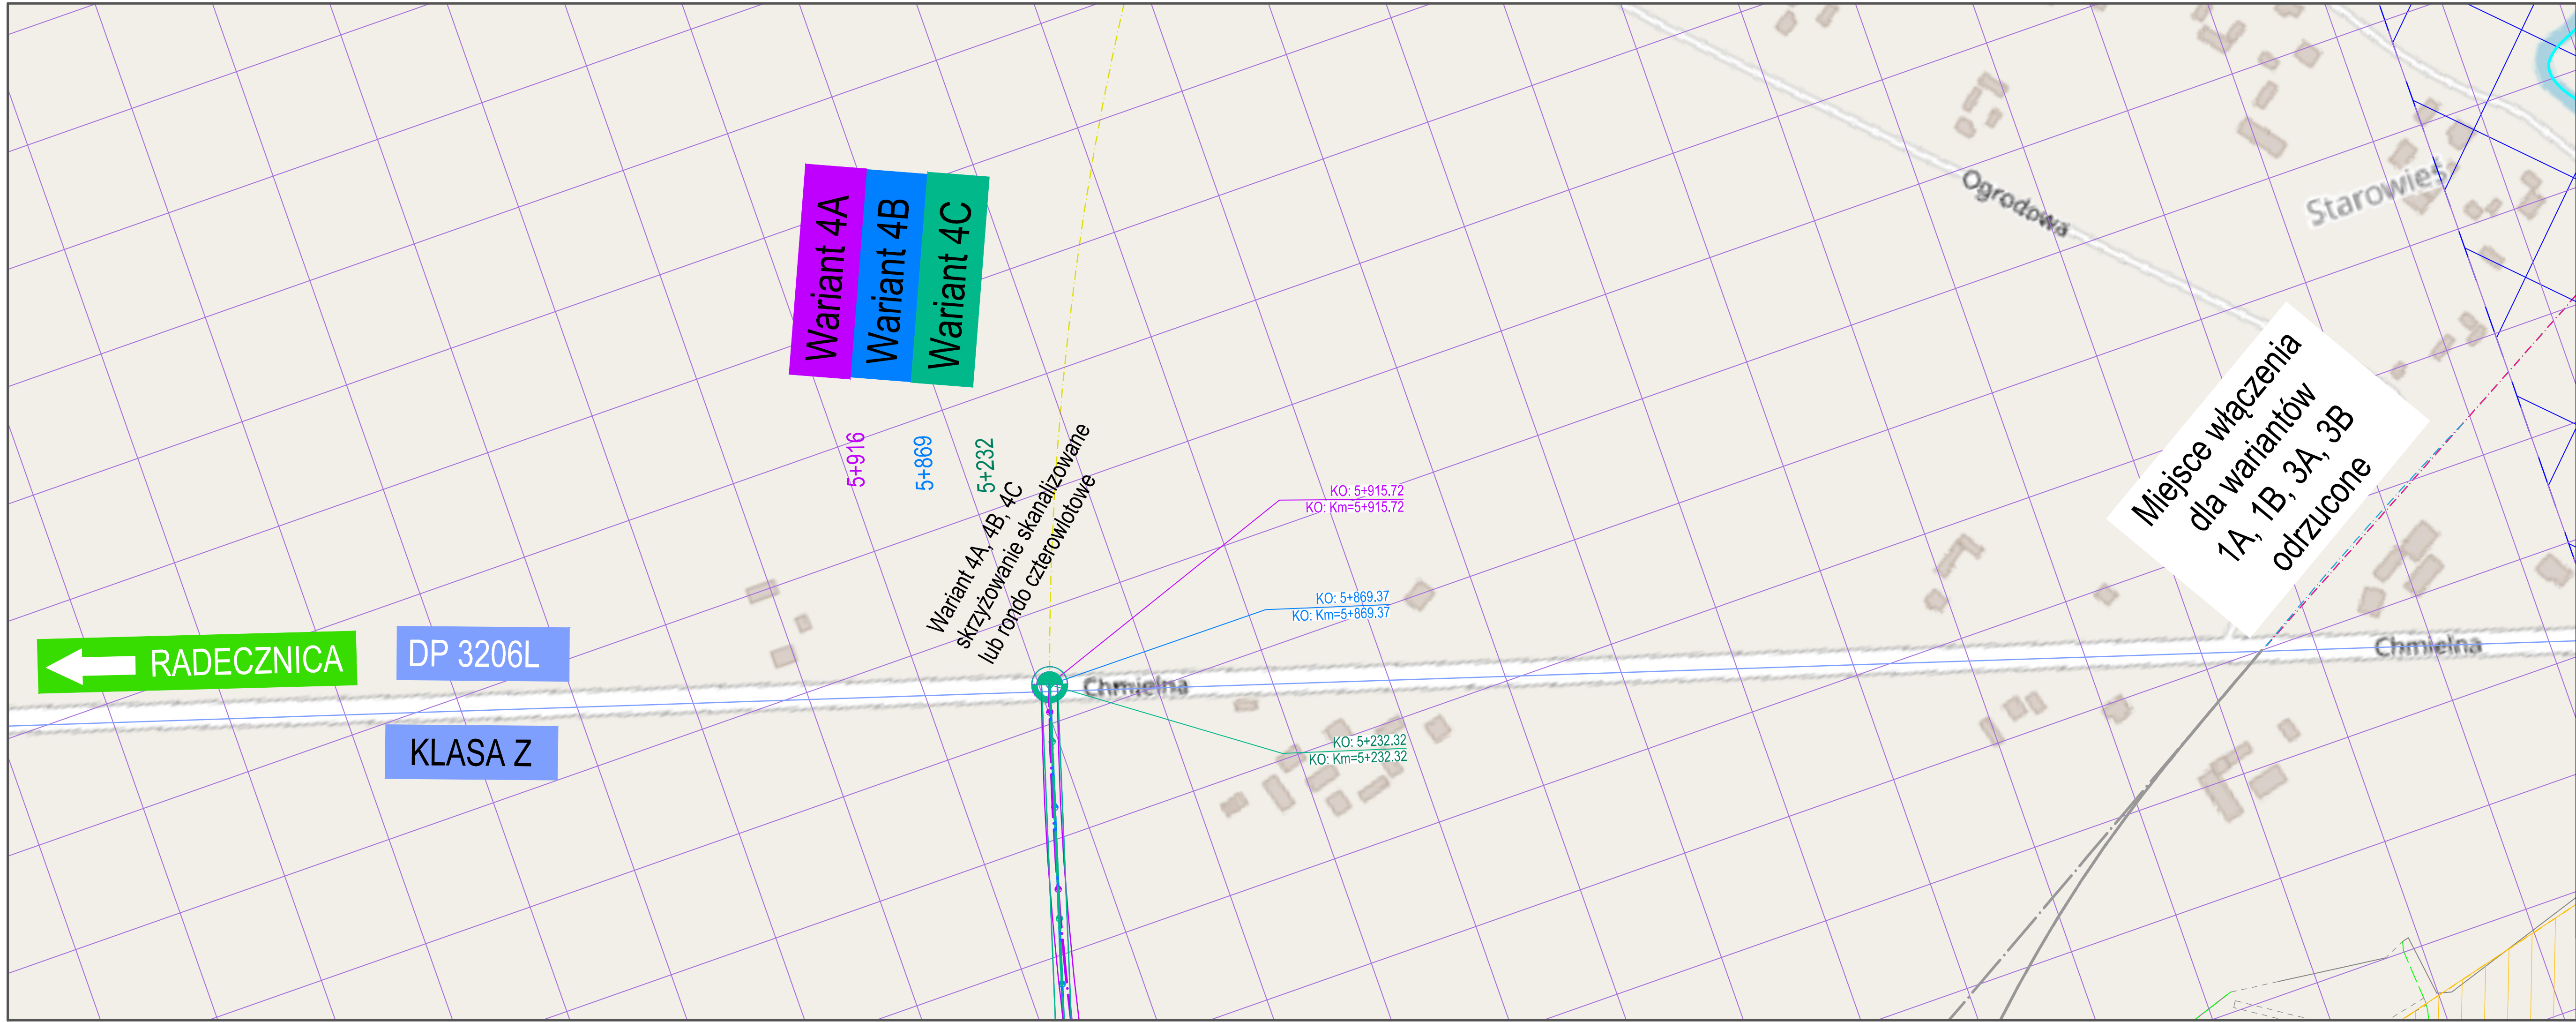 Ogrodowa
Starowieś
Wariant 4A
Wariant 4B
Wariant 4C
5+916
5+869
5+232
Wariant 4A, 4B, 4C
skrzyżowanie skanalizowane
lub rondo czterowlotowe
KO: 5+915.72
KO: Km=5+915.72
KO: 5+869.37
KO: Km=5+869.37
KO: 5+232.32
KO: Km=5+232.32
Miejsce włączenia
dla wariantów
1A, 1B, 3A, 3B
odrzucone
RADECZNICA
DP 3206L
KLASA Z
Chmielna
Chmielna